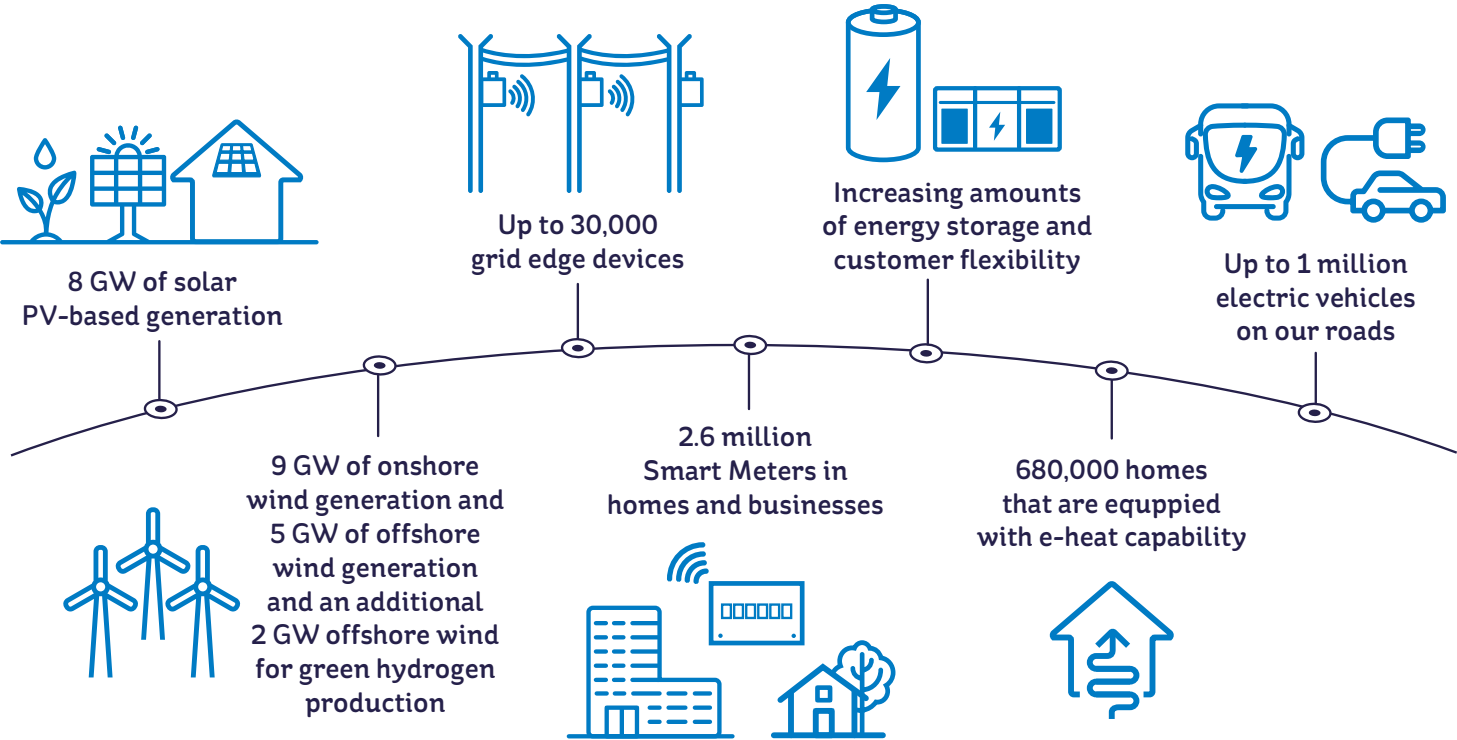 8 GW of solar
PV-based generation
9 GW of onshore
wind generation and
5 GW of offshore
wind generation
and an additional
2 GW offshore wind
for green hydrogen
production
Up to 30,000
grid edge devices
2.6 million
Smart Meters in
homes and businesses
Increasing amounts
of energy storage and
customer flexibility
680,000 homes
that are equppied
with e-heat capability
Up to 1 million
electric vehicles
on our roads